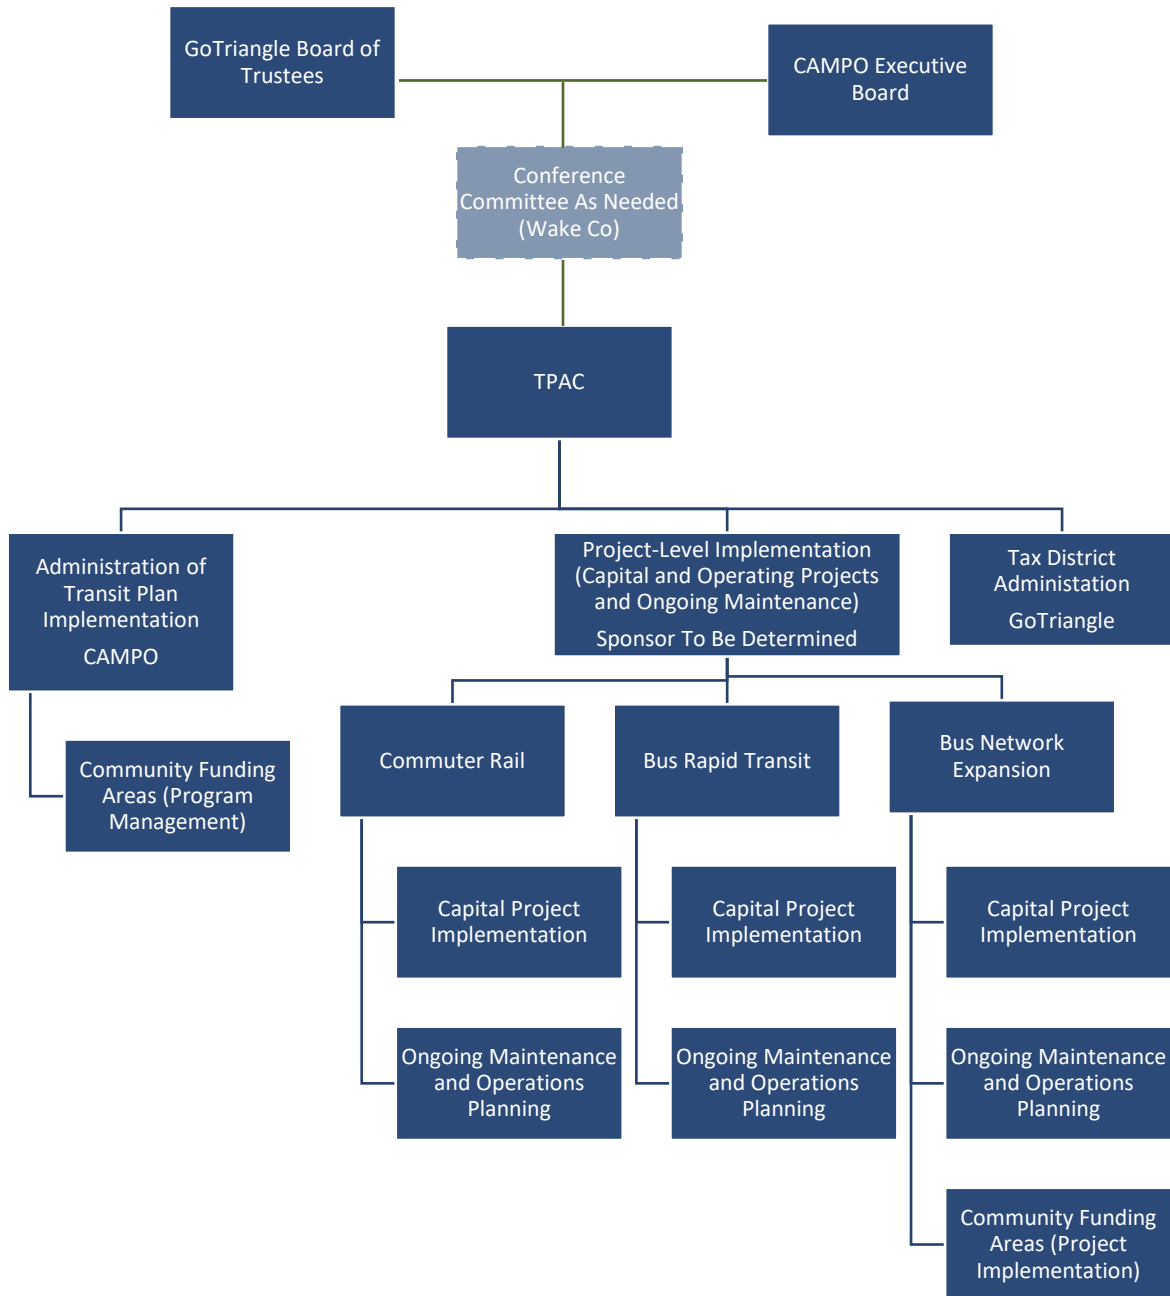 GoTriangle Board of
Trustees
CAMPO Executive
Board
Conference
Committee As Needed
(Wake Co)
TPAC
Administration of
Transit Plan
Implementation
CAMPO
Project-Level Implementation
(Capital and Operating Projects
and Ongoing Maintenance)
Sponsor To Be Determined
Tax District
Administation
GoTriangle
Community Funding
Areas (Program
Management)
Commuter Rail
Bus Rapid Transit
Bus Network
Expansion
Capital Project
Implementation
Capital Project
Implementation
Capital Project
Implementation
Ongoing Maintenance
and Operations
Planning
Ongoing Maintenance
and Operations
Planning
Ongoing Maintenance
and Operations
Planning
Community Funding
Areas (Project
Implementation)